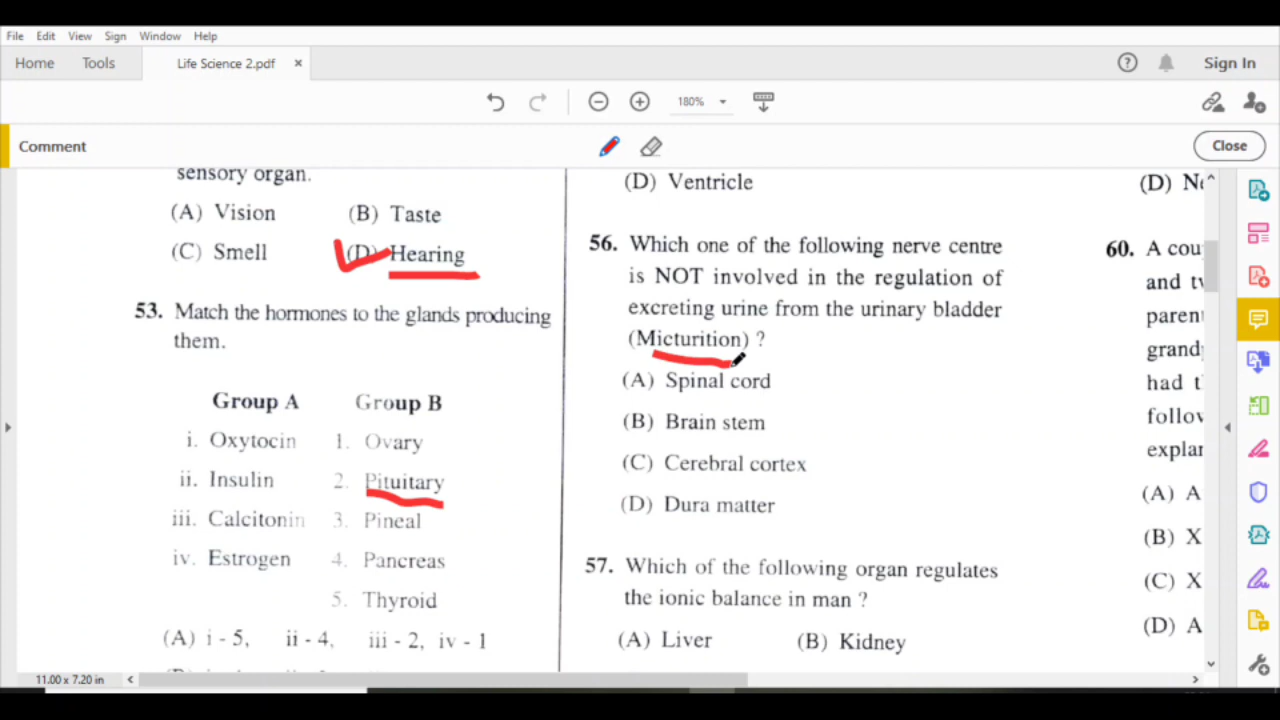 File Edit View Sign Window Help
Home Tools Life Science 2.pdf × Sign In
180%
Comment Close
sensory organ.
(A) Vision (B) Taste
(C) Smell (D) Hearing
53. Match the hormones to the glands producing
them.
Group A Group B
i. Oxytocin 1. Ovary
ii. Insulin 2. Pituitary
iii. Calcitonin 3. Pineal
iv. Estrogen 4. Pancreas
5. Thyroid
(A) i - 5, ii - 4, iii - 2, iv - 1
(D) Ventricle
56. Which one of the following nerve centre
is NOT involved in the regulation of
excreting urine from the urinary bladder
(Micturition) ?
(A) Spinal cord
(B) Brain stem
(C) Cerebral cortex
(D) Dura matter
57. Which of the following organ regulates
the ionic balance in man ?
(A) Liver (B) Kidney
(D)
60. A cou
and tw
paren
grand
had t
follov
explar
(A) A
(B) X
(C) X
(D) A
11.00 x 7.20 in